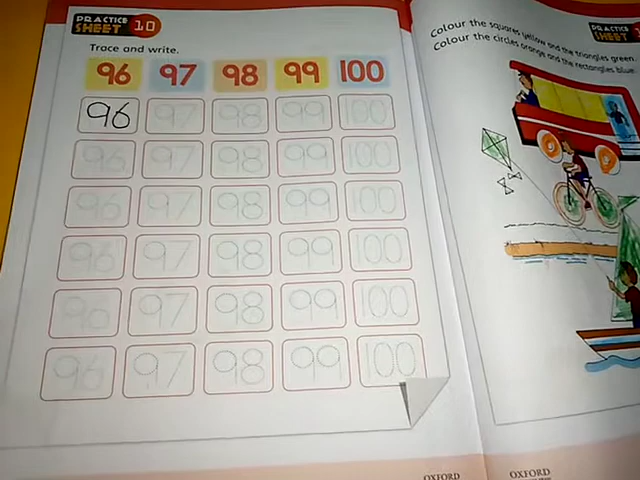 PRACTICE SHEET 10
Trace and write.
96 97 98 99 100
96 97 98 99 100
96 97 98 99 100
96 97 98 99 100
96 97 98 99 100
96 97 98 99 100
96 97 98 99 100
OXFORD
PRACTICE SHEET
Colour the squares yellow and the triangles green.
Colour the circles orange and the rectangles blue.
OXFORD